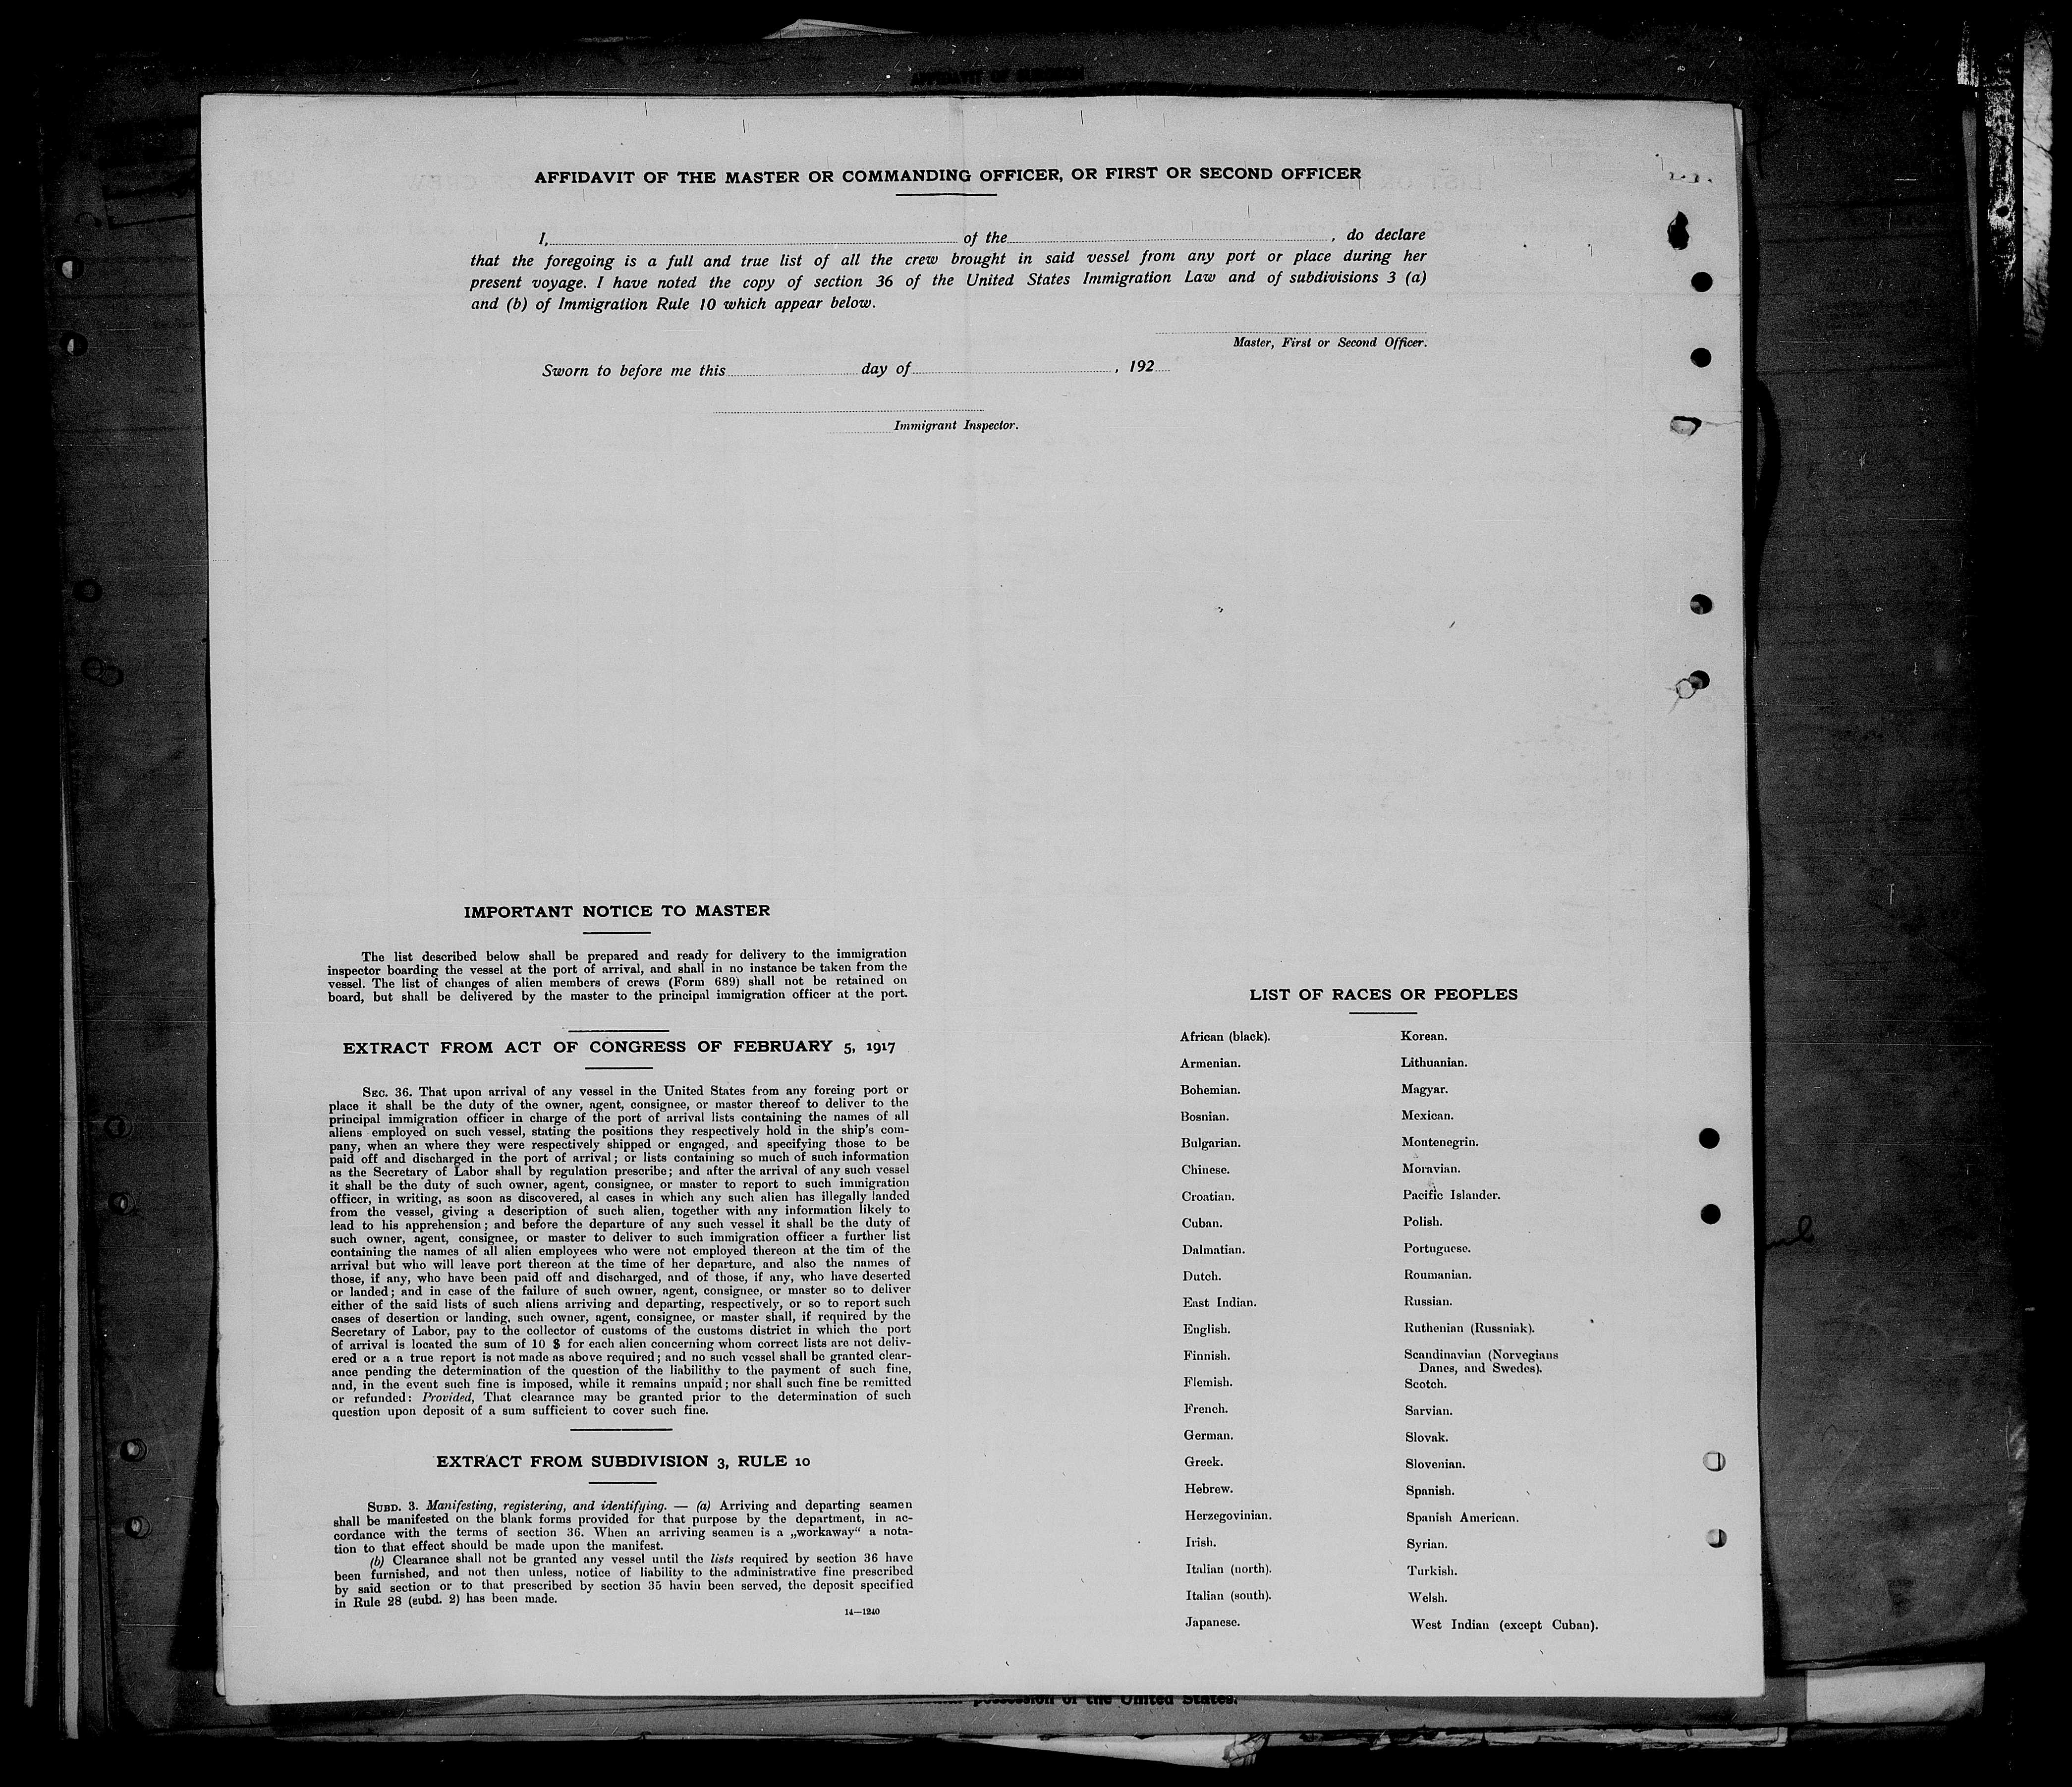 AFFIDAVIT OF THE MASTER OR COMMANDING OFFICER, OR FIRST OR SECOND OFFICER
I, of the , do declare
that the foregoing is a full and true list of all the crew brought in said vessel from any port or place during her
present voyage. I have noted the copy of section 36 of the United States Immigration Law and of subdivisions 3 (a)
and (b) of Immigration Rule 10 which appear below.
Master, First or Second Officer.
Sworn to before me this day of , 192
Immigrant Inspector.
IMPORTANT NOTICE TO MASTER
The list described below shall be prepared and ready for delivery to the immigration
inspector boarding the vessel at the port of arrival, and shall in no instance be taken from the
vessel. The list of changes of alien members of crews (Form 689) shall not be retained on
board, but shall be delivered by the master to the principal immigration officer at the port.
EXTRACT FROM ACT OF CONGRESS OF FEBRUARY 5, 1917
SEC. 36. That upon arrival of any vessel in the United States from any foreing port or
place it shall be the duty of the owner, agent, consignee, or master thereof to deliver to the
principal immigration officer in charge of the port of arrival lists containing the names of all
aliens employed on such vessel, stating the positions they respectively hold in the ship's com-
pany, when an where they were respectively shipped or engaged, and specifying those to be
paid off and discharged in the port of arrival; or lists containing so much of such information
as the Secretary of Labor shall by regulation prescribe; and after the arrival of any such vessel
it shall be the duty of such owner, agent, consignee, or master to report to such immigration
officer, in writing, as soon as discovered, al cases in which any such alien has illegally landed
from the vessel, giving a description of such alien, together with any information likely to
lead to his apprehension; and before the departure of any such vessel it shall be the duty of
such owner, agent, consignee, or master to deliver to such immigration officer a further list
containing the names of all alien employees who were not employed thereon at the tim of the
arrival but who will leave port thereon at the time of her departure, and also the names of
those, if any, who have been paid off and discharged, and of those, if any, who have deserted
or landed; and in case of the failure of such owner, agent, consignee, or master so to deliver
either of the said lists of such aliens arriving and departing, respectively, or so to report such
cases of desertion or landing, such owner, agent, consignee, or master shall, if required by the
Secretary of Labor, pay to the collector of customs of the customs district in which the port
of arrival is located the sum of 10 $ for each alien concerning whom correct lists are not deliv-
ered or a a true report is not made as above required; and no such vessel shall be granted clear-
ance pending the determination of the question of the liabilithy to the payment of such fine,
and, in the event such fine is imposed, while it remains unpaid; nor shall such fine be remitted
or refunded: Provided, That clearance may be granted prior to the determination of such
question upon deposit of a sum sufficient to cover such fine.
EXTRACT FROM SUBDIVISION 3, RULE 10
SUBD. 3. Manifesting, registering, and identifying. — (a) Arriving and departing seamen
shall be manifested on the blank forms provided for that purpose by the department, in ac-
cordance with the terms of section 36. When an arriving seamen is a „workaway“ a nota-
tion to that effect should be made upon the manifest.
(b) Clearance shall not be granted any vessel until the lists required by section 36 have
been furnished, and not then unless, notice of liability to the administrative fine prescribed
by said section or to that prescribed by section 35 havin been served, the deposit specified
in Rule 28 (subd. 2) has been made.
14—1240
LIST OF RACES OR PEOPLES
African (black).
Armenian.
Bohemian.
Bosnian.
Bulgarian.
Chinese.
Croatian.
Cuban.
Dalmatian.
Dutch.
East Indian.
English.
Finnish.
Flemish.
French.
German.
Greek.
Hebrew.
Herzegovinian.
Irish.
Italian (north).
Italian (south).
Japanese.
Korean.
Lithuanian.
Magyar.
Mexican.
Montenegrin.
Moravian.
Pacific Islander.
Polish.
Portuguese.
Roumanian.
Russian.
Ruthenian (Russniak).
Scandinavian (Norvegians
Danes, and Swedes).
Scotch.
Sarvian.
Slovak.
Slovenian.
Spanish.
Spanish American.
Syrian.
Turkish.
Welsh.
West Indian (except Cuban).
possession of the United States.